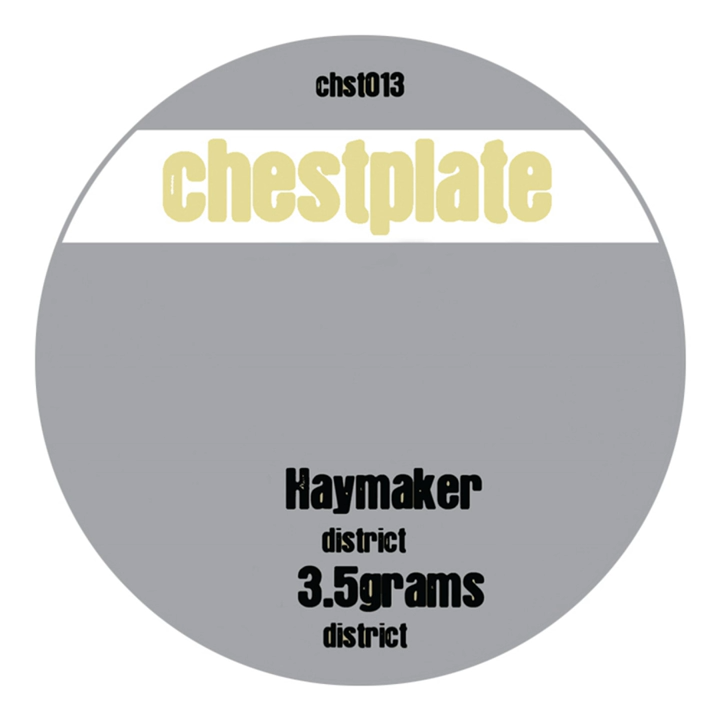 chst013
chestplate
Haymaker
district
3.5grams
district